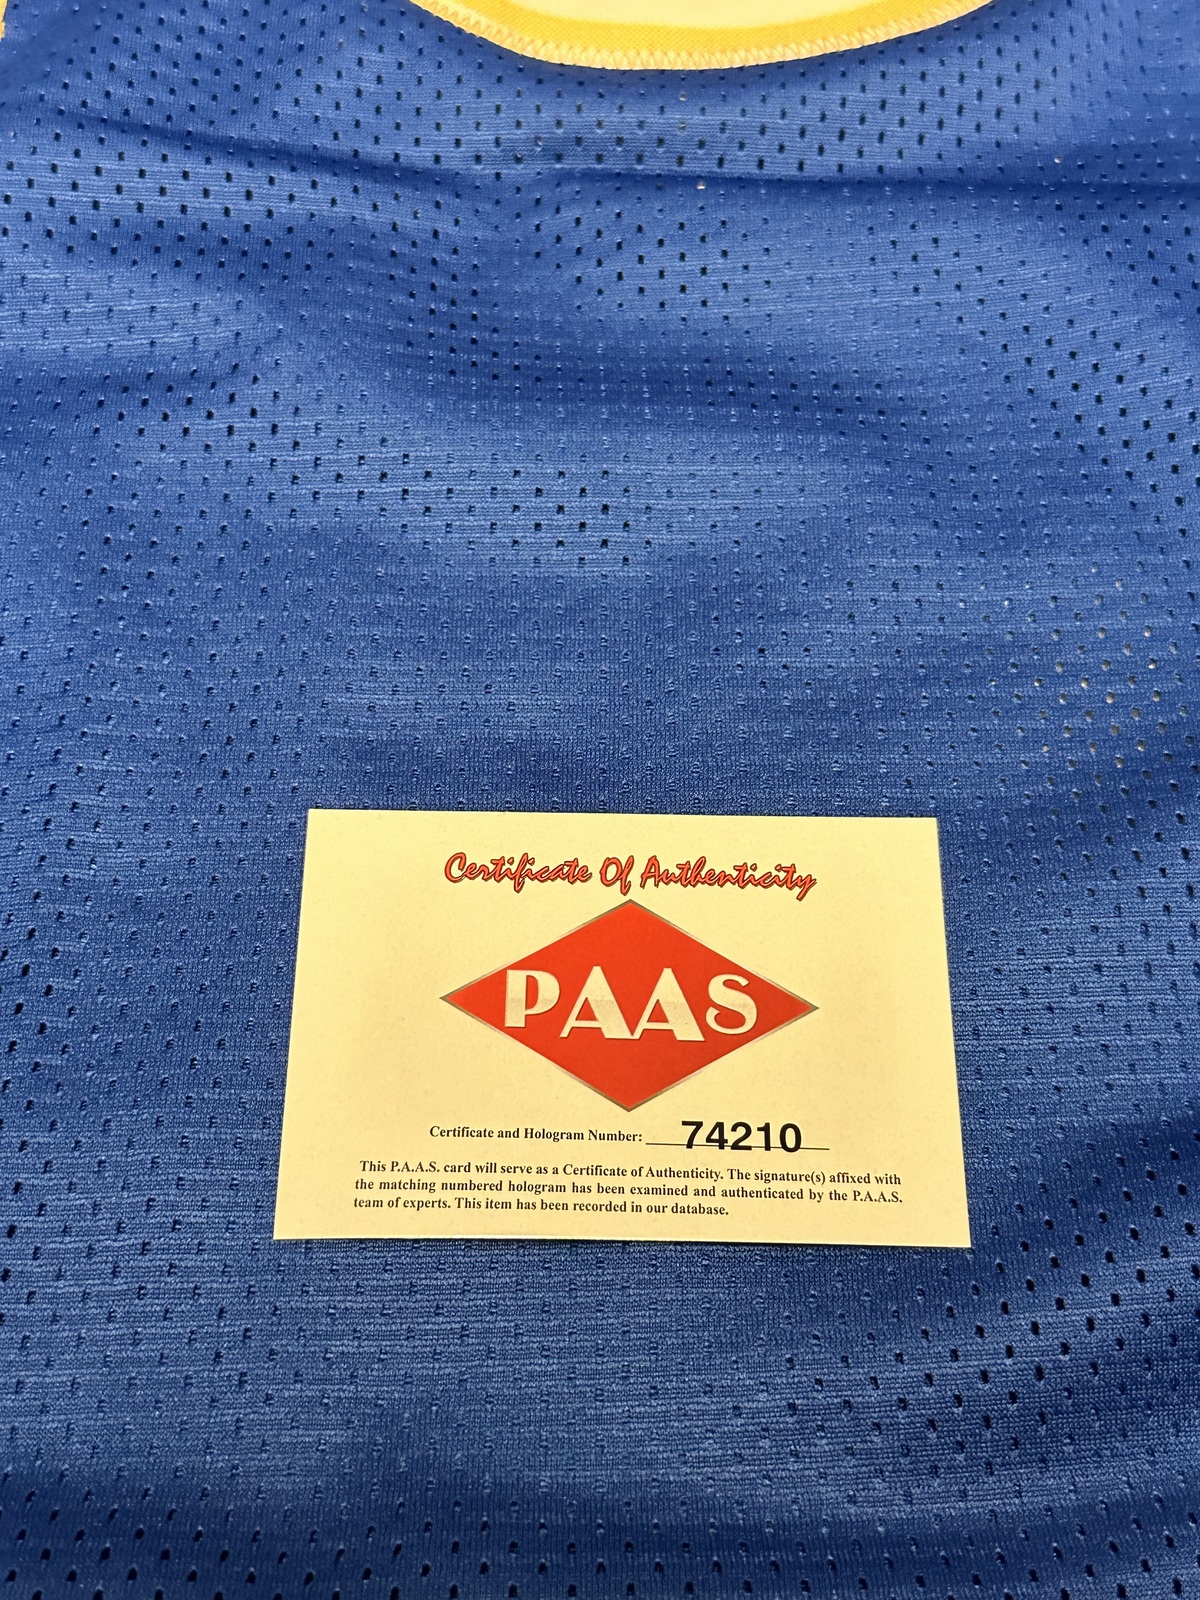 Certificate Of Authenticity
PAAS
Certificate and Hologram Number: 74210
This P.A.A.S. card will serve as a Certificate of Authenticity. The signature(s) affixed with
the matching numbered hologram has been examined and authenticated by the P.A.A.S.
team of experts. This item has been recorded in our database.